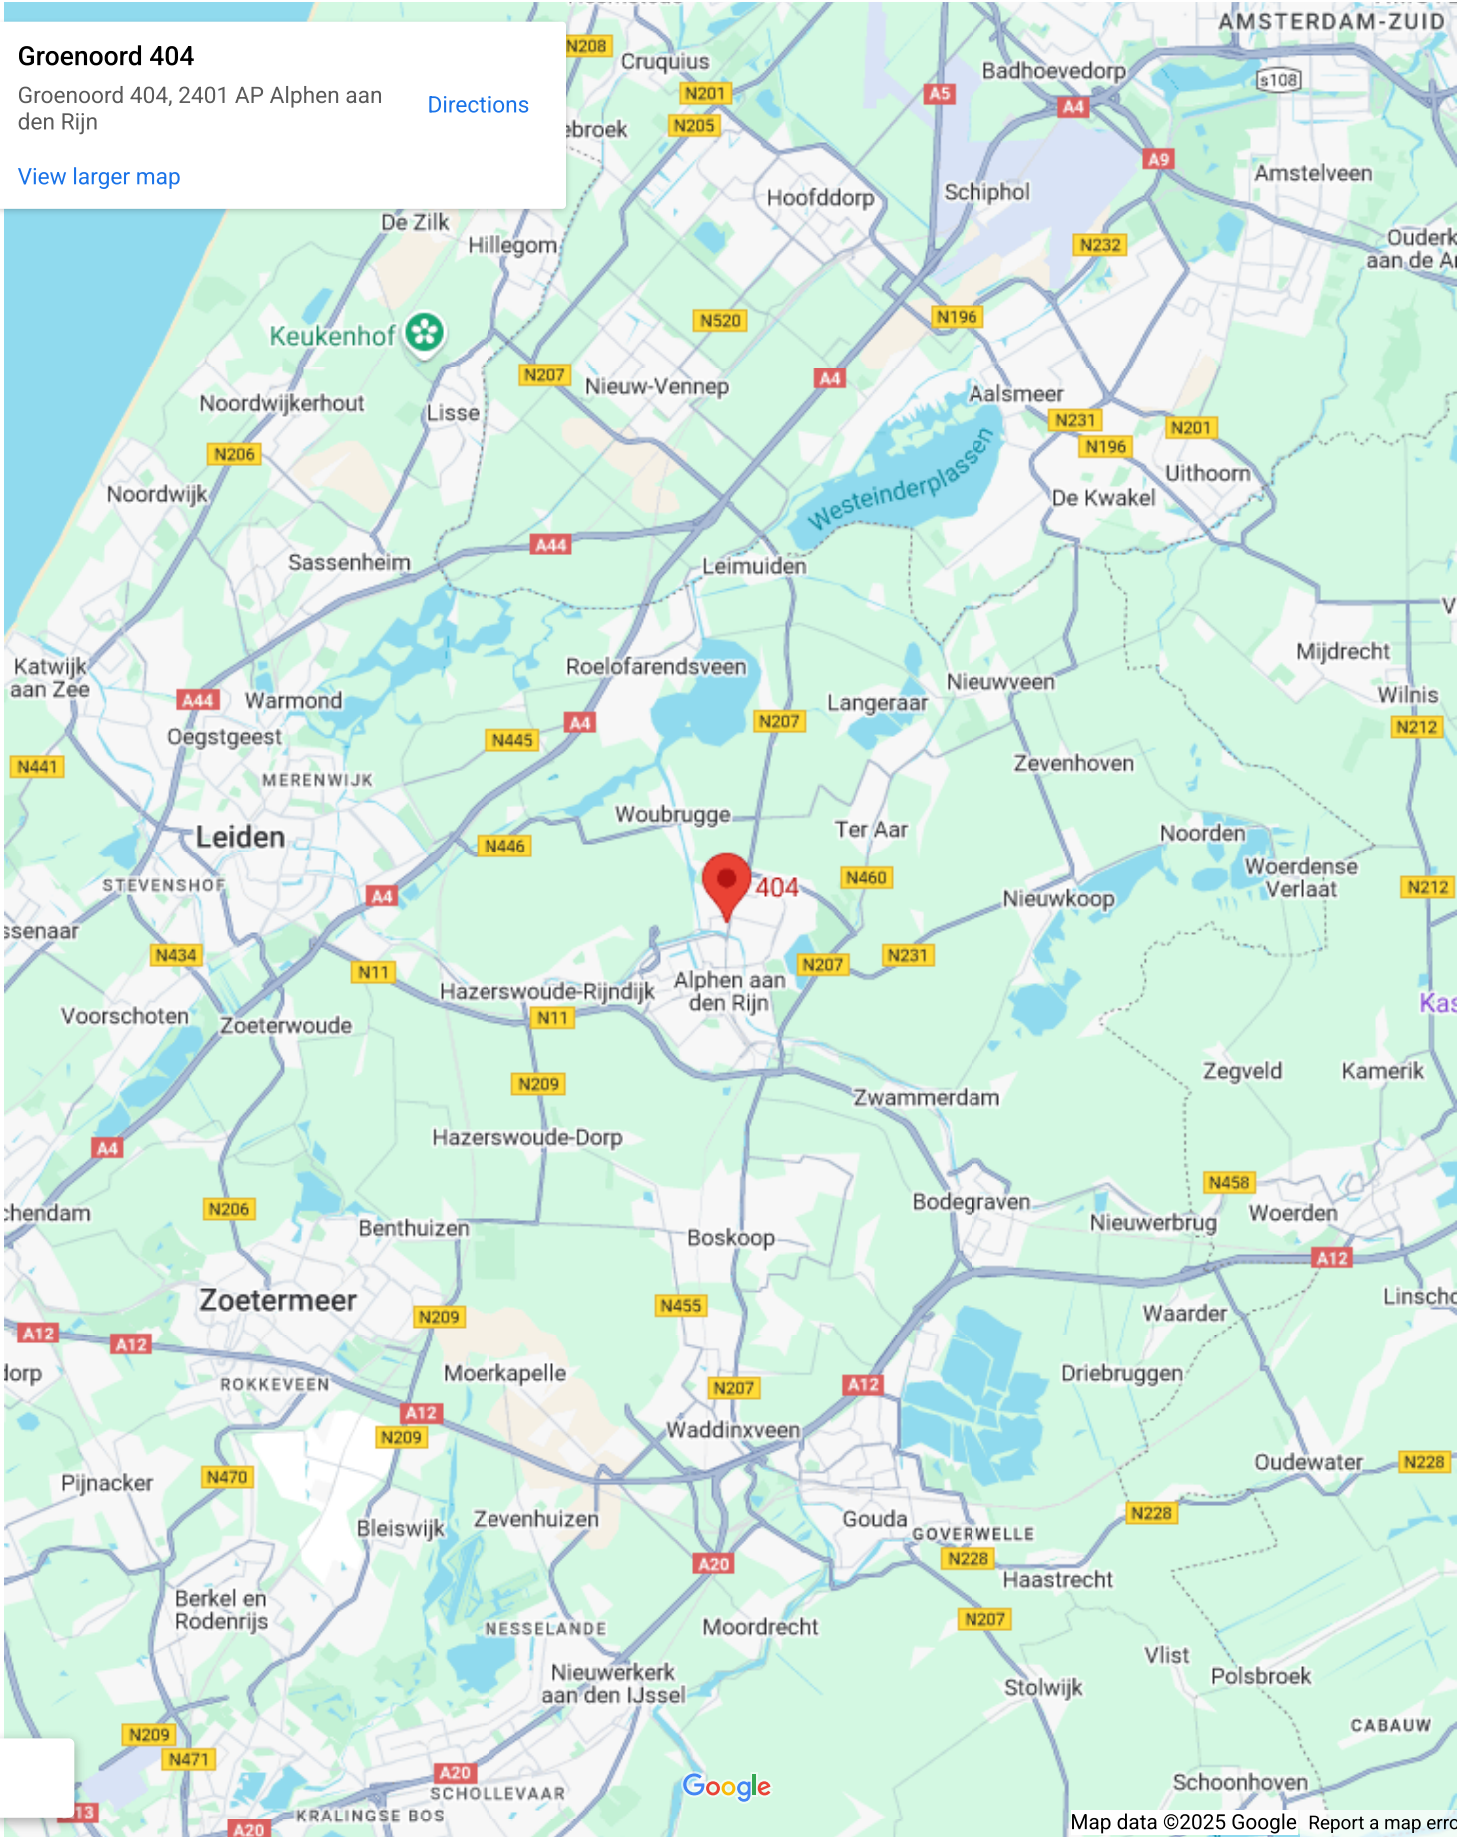 Groenoord 404
Groenoord 404, 2401 AP Alphen aan
den Rijn
Directions
View larger map
AMSTERDAM-ZUID
N208
Cruquius
Badhoevedorp
s108
N201
A5
A4
N205
A9
Amstelveen
Hoofddorp
Schiphol
De Zilk
Hillegom
N232
N520
N196
Keukenhof
N207
Nieuw-Vennep
A4
Aalsmeer
Noordwijkerhout
Lisse
N231
N201
N196
N206
Westeinderplassen
Uithoorn
Noordwijk
De Kwakel
A44
Sassenheim
Leimuiden
Mijdrecht
Katwijk
aan Zee
Roelofarendsveen
Nieuwveen
A44
Warmond
Langeraar
Wilnis
A4
N207
N212
Oegstgeest
N445
N441
MERENWIJK
Zevenhoven
Woubrugge
Ter Aar
Noorden
Leiden
N446
Woerdense
Verlaat
STEVENSHOF
404
N460
N212
A4
Nieuwkoop
N434
N11
N207
N231
Alphen aan
den Rijn
Hazerswoude-Rijndijk
Voorschoten
Zoeterwoude
N11
N209
Zegveld
Kamerik
Zwammerdam
A4
Hazerswoude-Dorp
N458
N206
Bodegraven
Nieuwerbrug
Woerden
Benthuizen
Boskoop
A12
Zoetermeer
N209
N455
Waarder
A12
A12
Moerkapelle
Driebruggen
ROKKEVEEN
N207
A12
A12
N209
Waddinxveen
N470
Pijnacker
Oudewater
N228
Bleiswijk
Zevenhuizen
Gouda
GOVERWELLE
N228
A20
N228
Haastrecht
Berkel en
Rodenrijs
NESSELANDE
Moordrecht
N207
Vlist
Nieuwerkerk
aan den IJssel
Stolwijk
Polsbroek
N209
CABAUW
N471
A20
SCHOLLEVAAR
Google
Schoonhoven
KRALINGSE BOS
A20
Map data ©2025 Google
Report a map erro